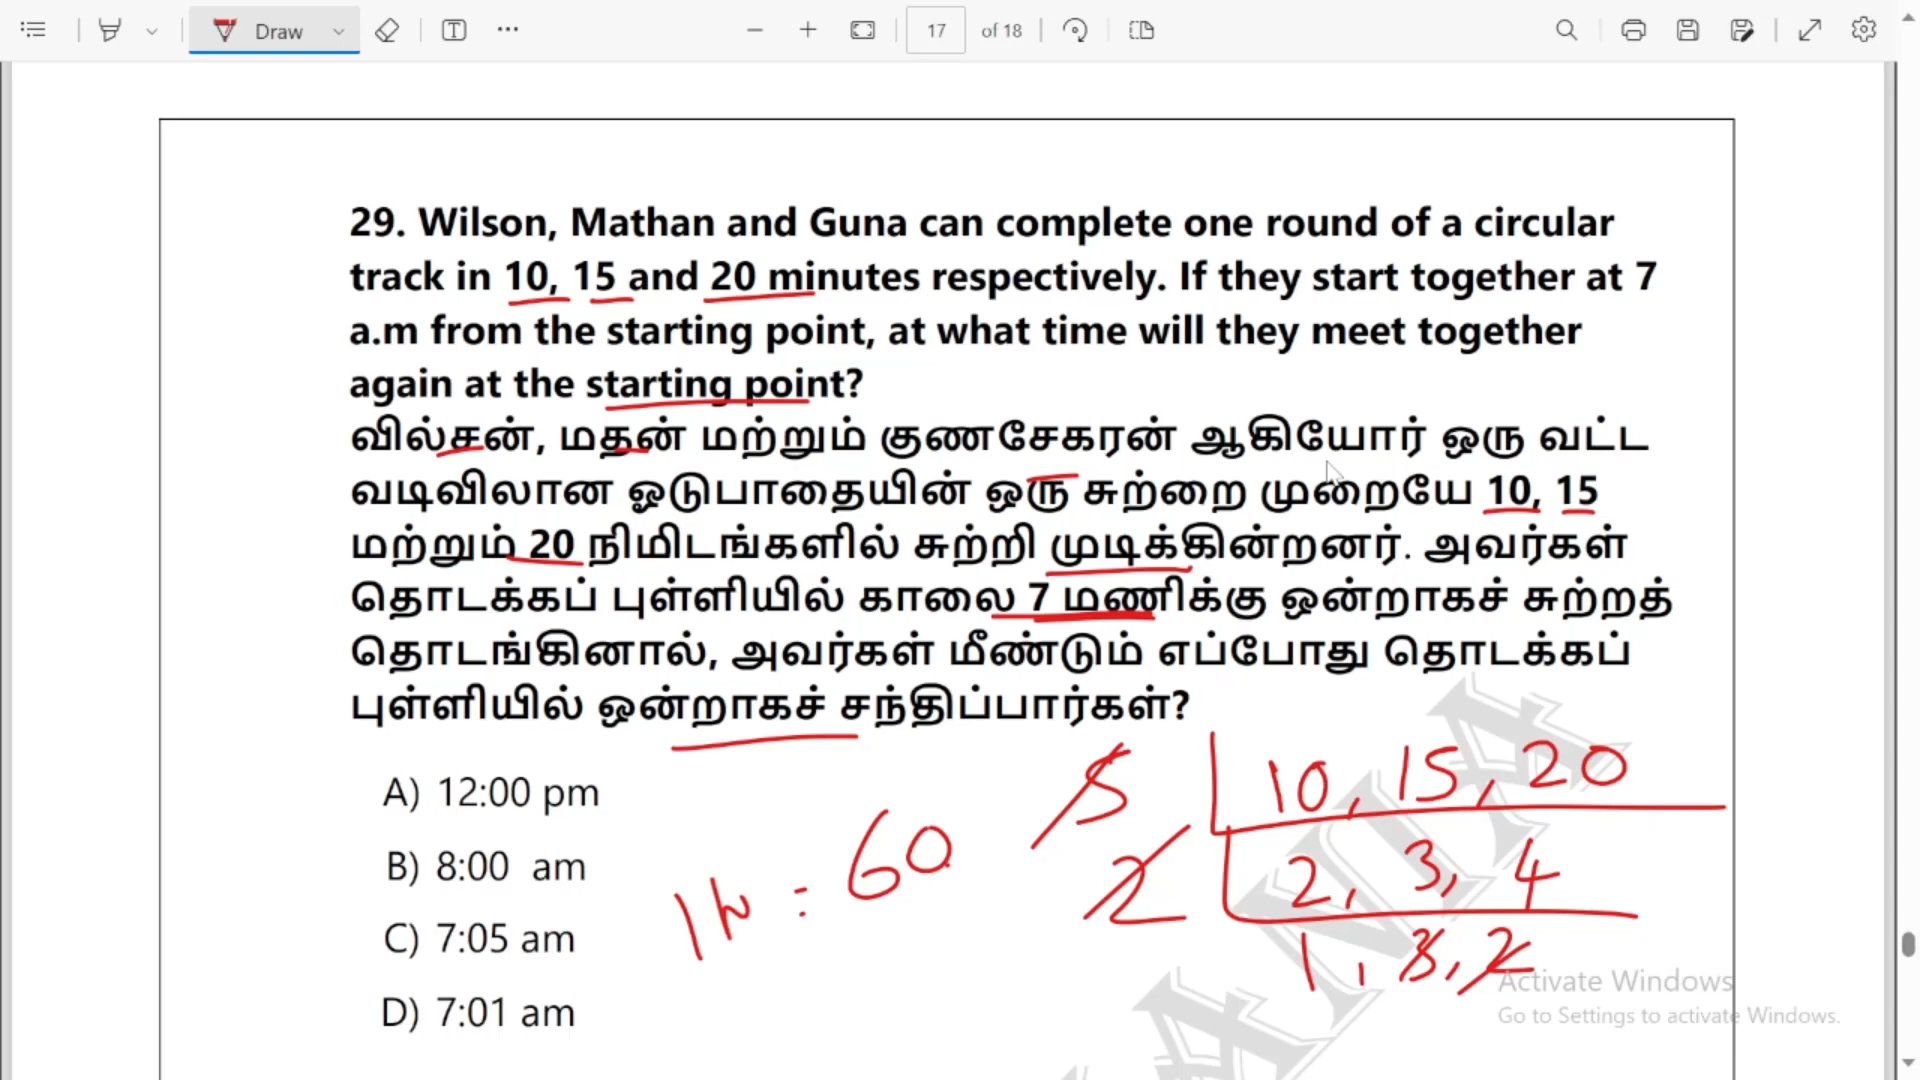 Draw
17 of 18
29. Wilson, Mathan and Guna can complete one round of a circular
track in 10, 15 and 20 minutes respectively. If they start together at 7
a.m from the starting point, at what time will they meet together
again at the starting point?
வில்சன், மதன் மற்றும் குணசேகரன் ஆகியோர் ஒரு வட்ட
வடிவிலான ஓடுபாதையின் ஒரு சுற்றை முறையே 10, 15
மற்றும் 20 நிமிடங்களில் சுற்றி முடிக்கின்றனர். அவர்கள்
தொடக்கப் புள்ளியில் காலை 7 மணிக்கு ஒன்றாகச் சுற்றத்
தொடங்கினால், அவர்கள் மீண்டும் எப்போது தொடக்கப்
புள்ளியில் ஒன்றாகச் சந்திப்பார்கள்?
A) 12:00 pm
B) 8:00 am
C) 7:05 am
D) 7:01 am
5 10, 15, 20
2 2, 3, 4
1, 3, 2
= 60
Activate Windows
Go to Settings to activate Windows.